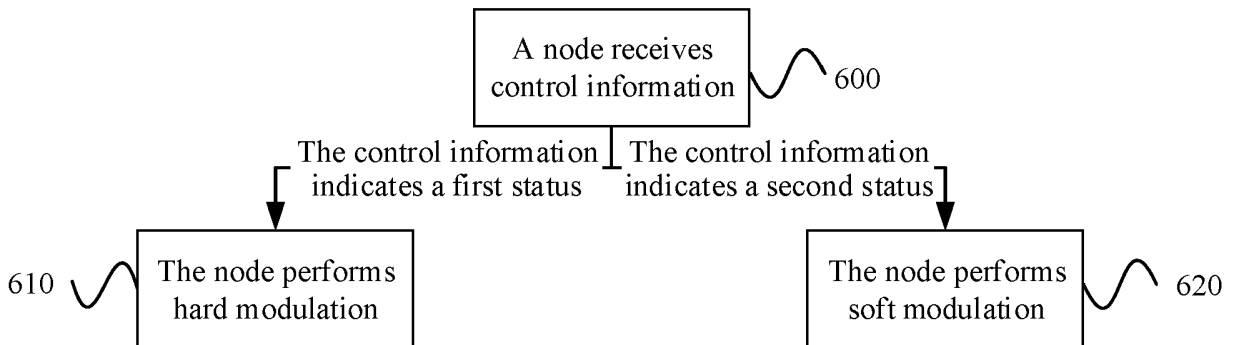 A node receives
control information
600
The control information
indicates a first status
The control information
indicates a second status
610
The node performs
hard modulation
The node performs
soft modulation
620